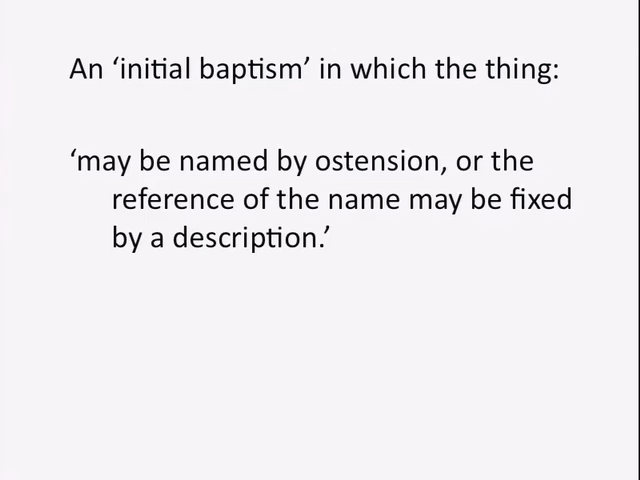 An ‘initial baptism’ in which the thing:
‘may be named by ostension, or the
reference of the name may be fixed
by a description.’